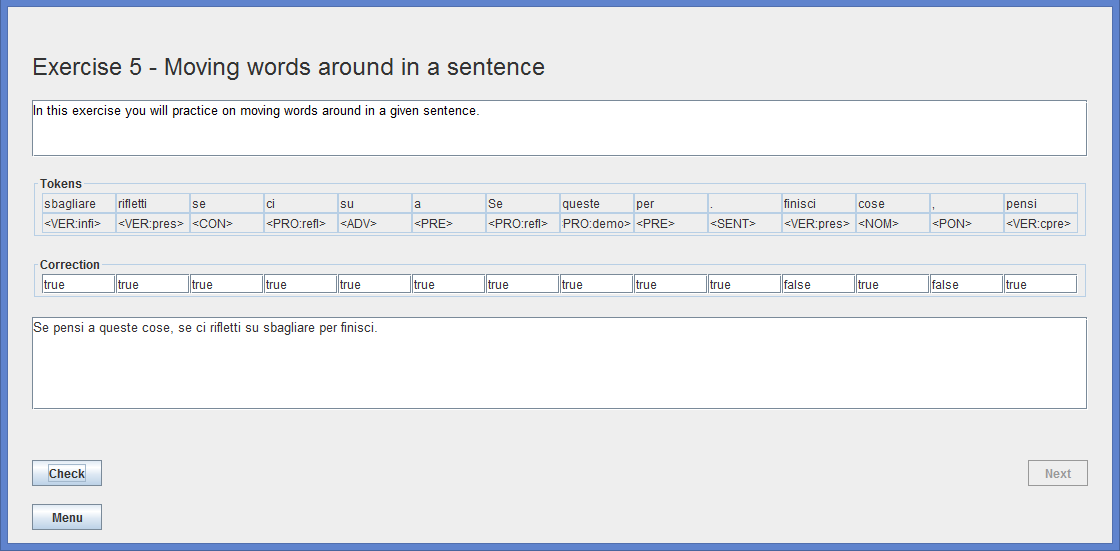 Exercise 5 - Moving words around in a sentence
In this exercise you will practice on moving words around in a given sentence.
Tokens
sbagliare rifletti se ci su a Se queste per . finisci cose , pensi
<VER:infi> <VER:pres> <CON> <PRO:refl> <ADV> <PRE> <PRO:refl> PRO:demo> <PRE> <SENT> <VER:pres> <NOM> <PON> <VER:cpre>
Correction
true true true true true true true true true true false true false true
Se pensi a queste cose, se ci rifletti su sbagliare per finisci.
Check
Next
Menu